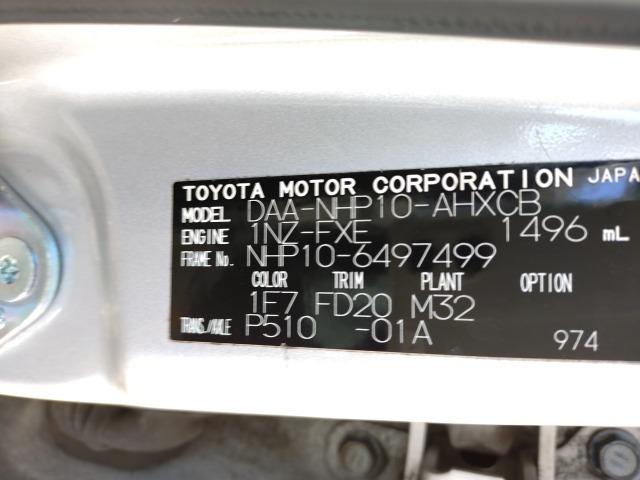 TOYOTA MOTOR CORPORATION JAPA
MODEL DAA-NHP10-AHXCB
ENGINE 1NZ-FXE 1496 mL
FRAME No. NHP10-6497499
COLOR TRIM PLANT OPTION
1F7 FD20 M32
TRANS./AXLE P510 -01A 974